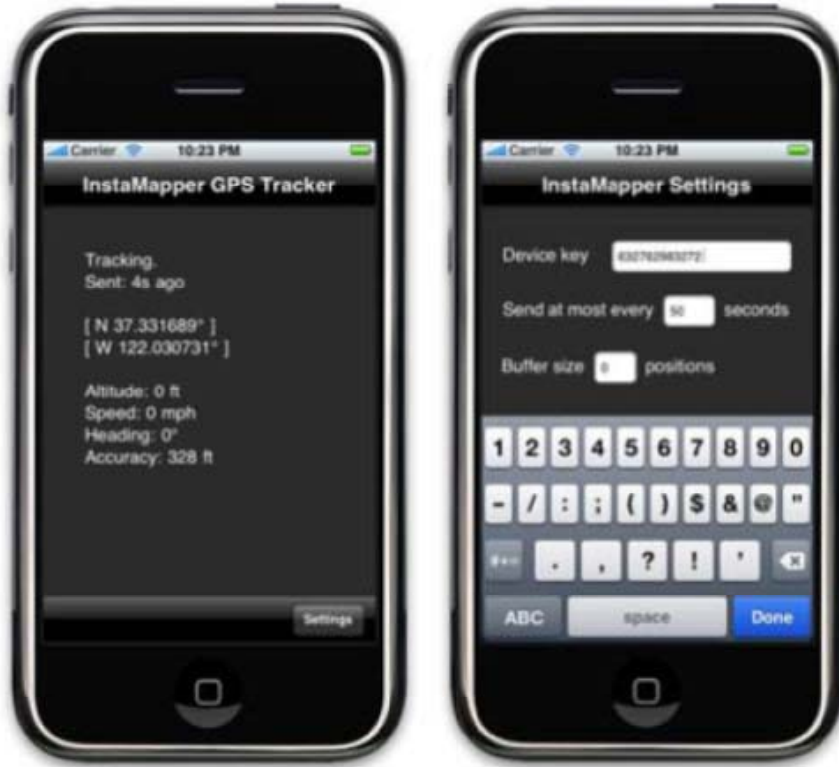 Carrier 10:23 PM
InstaMapper GPS Tracker
Tracking.
Sent: 4s ago
[ N 37.331689° ]
[ W 122.030731° ]
Altitude: 0 ft
Speed: 0 mph
Heading: 0°
Accuracy: 328 ft
Settings
Carrier 10:23 PM
InstaMapper Settings
Device key
Send at most every seconds
Buffer size positions
1 2 3 4 5 6 7 8 9 0
- / : ; ( ) $ & @ "
#+= . , ? ! '
ABC space Done